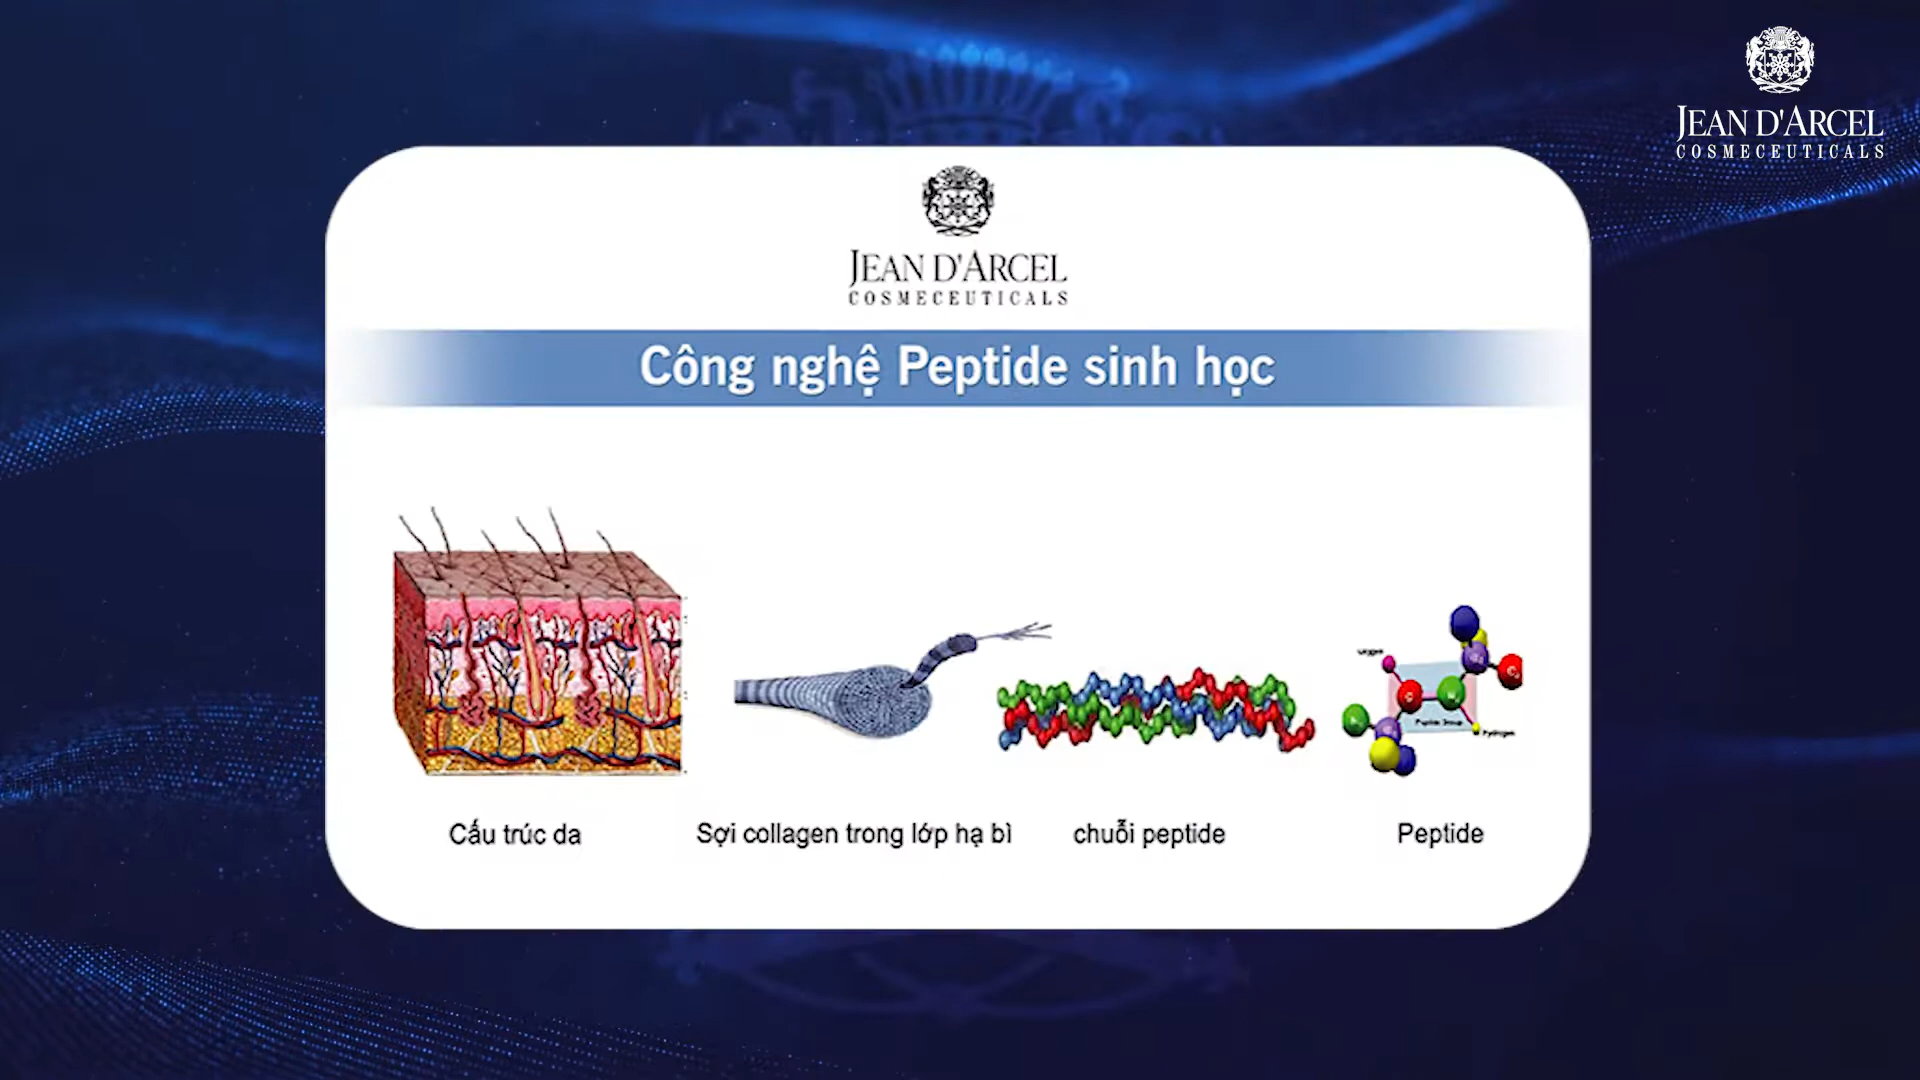 JEAN D'ARCEL
COSMECEUTICALS
JEAN D'ARCEL
COSMECEUTICALS
Công nghệ Peptide sinh học
Cấu trúc da
Sợi collagen trong lớp hạ bì
chuỗi peptide
Peptide